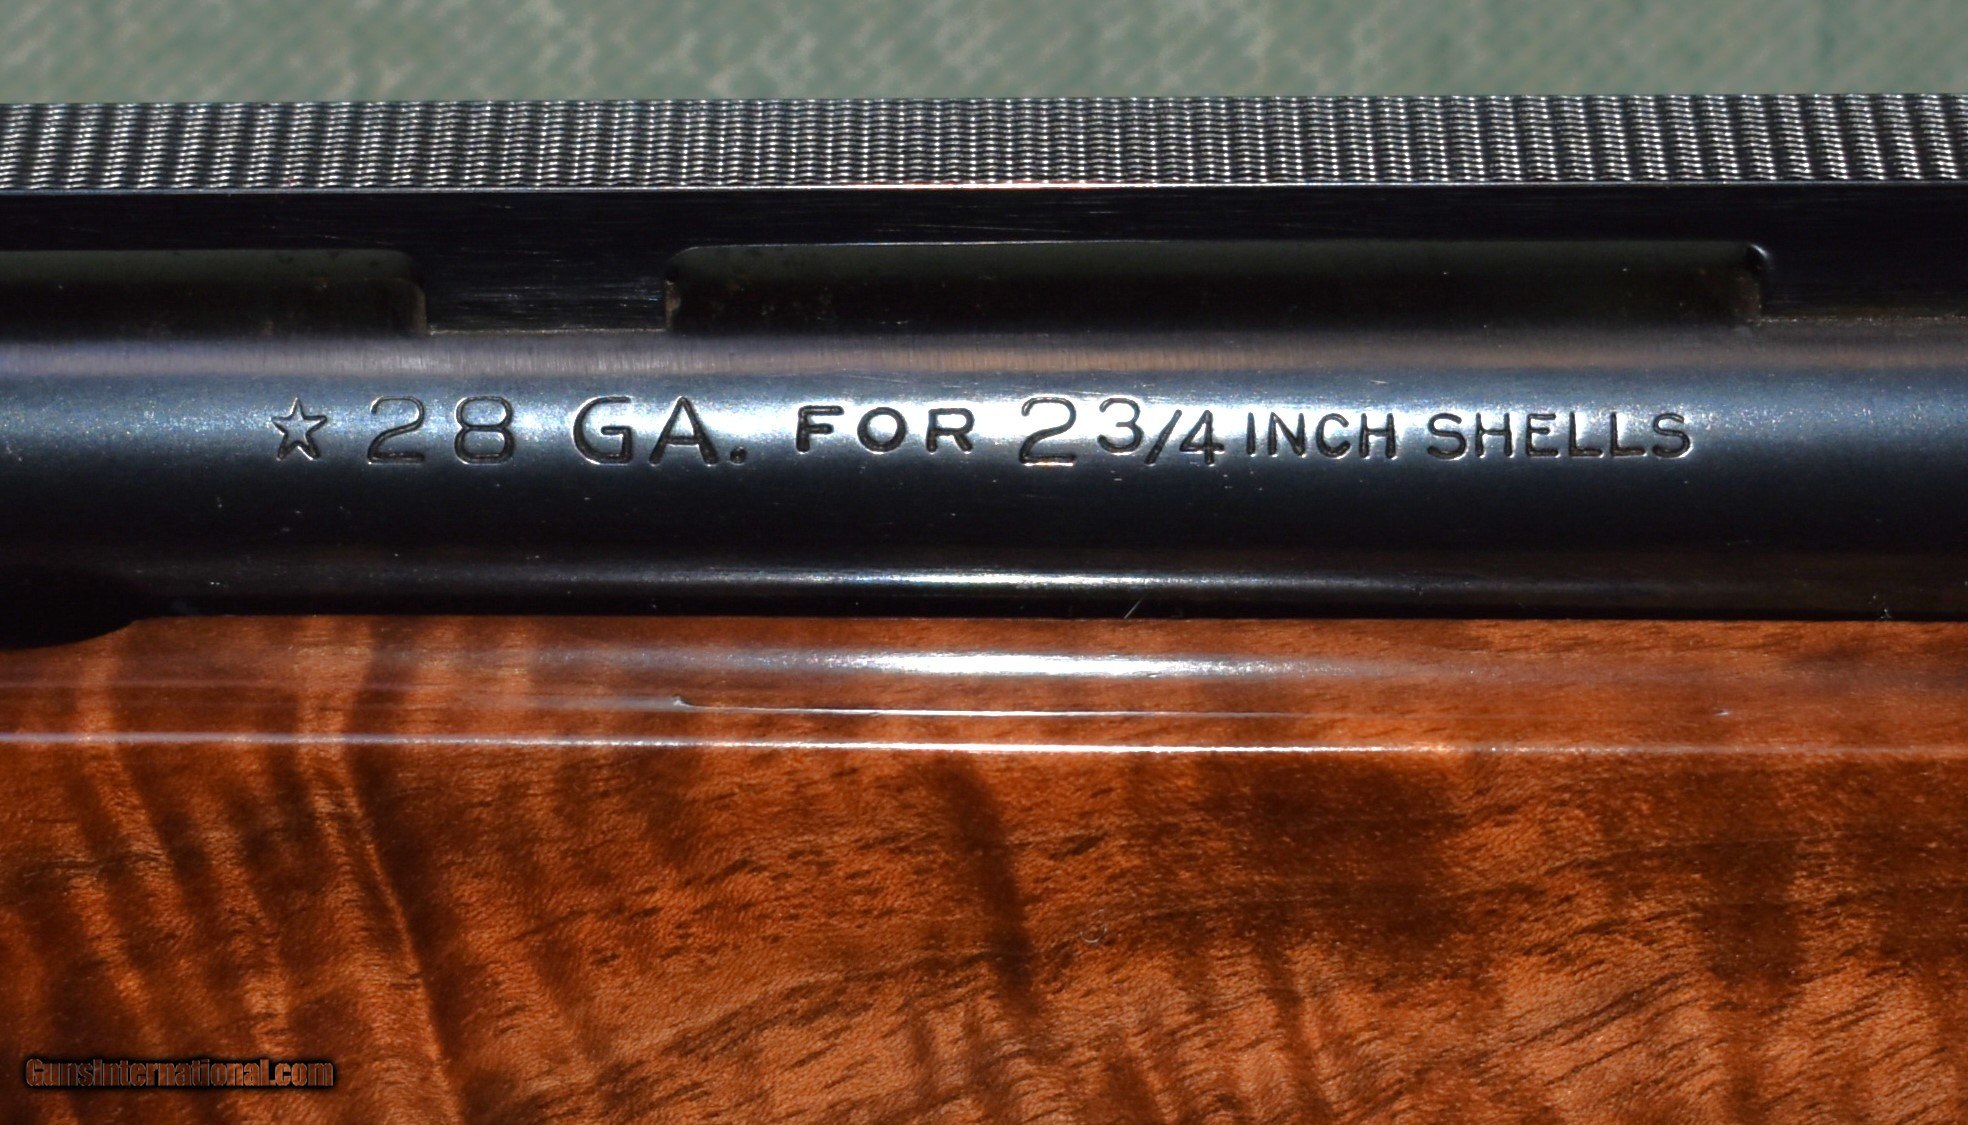 ☆ 28 GA. FOR 2 3/4 INCH SHELLS
GunsInternational.com